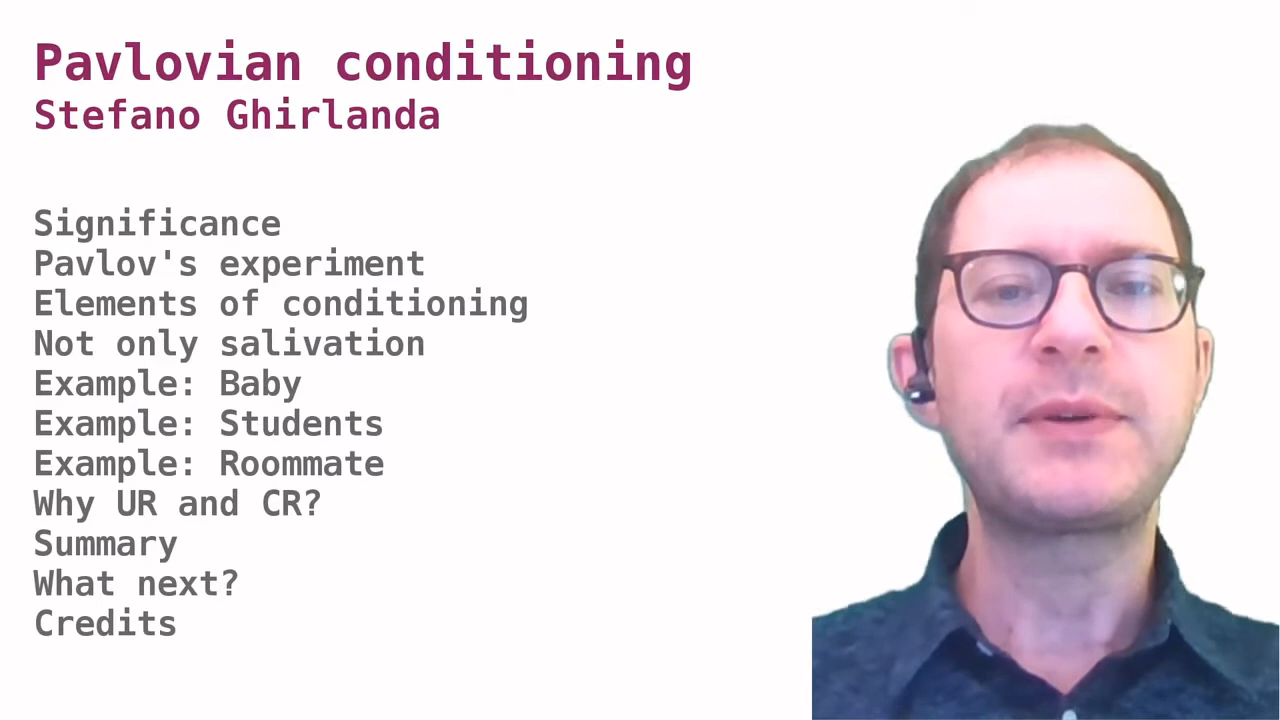 Pavlovian conditioning
Stefano Ghirlanda
Significance
Pavlov's experiment
Elements of conditioning
Not only salivation
Example: Baby
Example: Students
Example: Roommate
Why UR and CR?
Summary
What next?
Credits